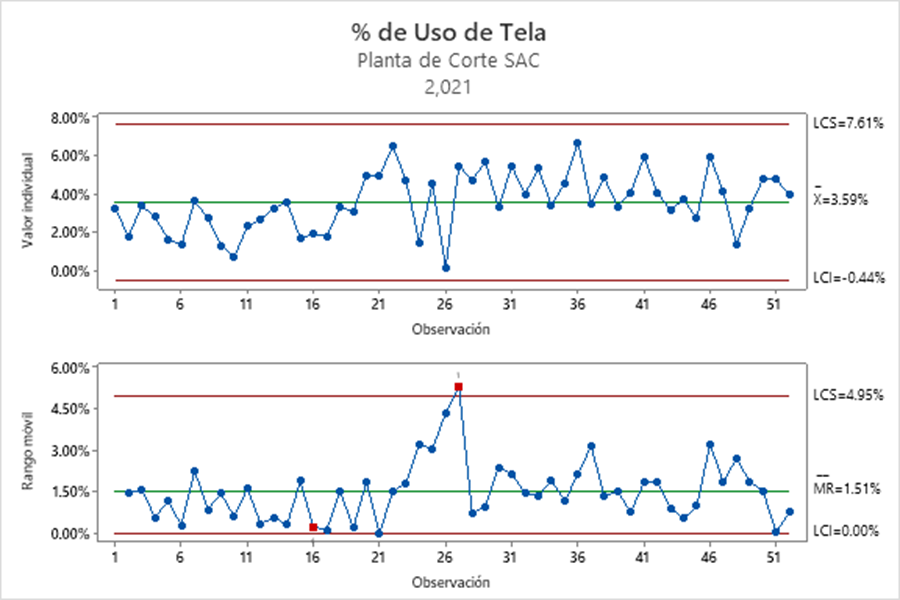 % de Uso de Tela
Planta de Corte SAC
2,021
8.00%
6.00%
4.00%
2.00%
0.00%
Valor individual
LCS=7.61%
X̄=3.59%
LCI=-0.44%
1 6 11 16 21 26 31 36 41 46 51
Observación
6.00%
4.50%
3.00%
1.50%
0.00%
Rango móvil
1
LCS=4.95%
M̄R̄=1.51%
LCI=0.00%
1 6 11 16 21 26 31 36 41 46 51
Observación